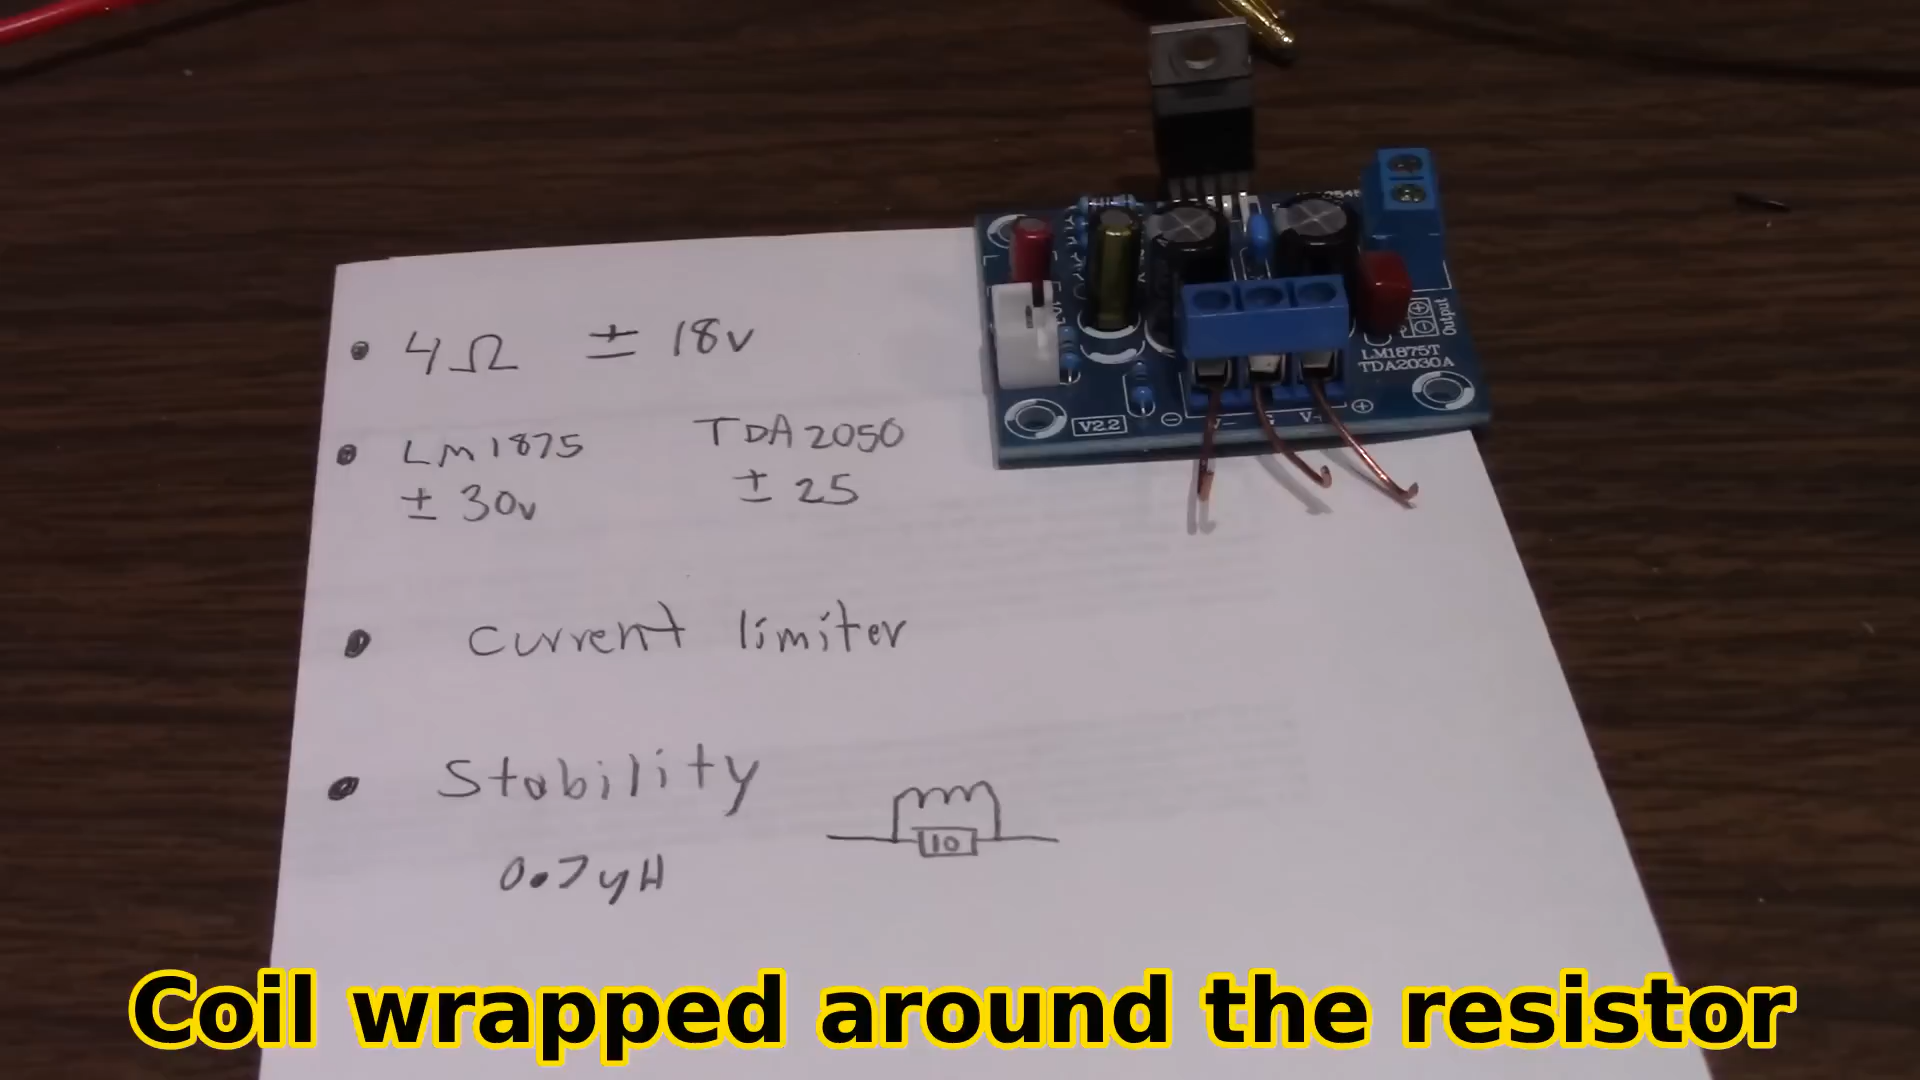 4Ω ± 18v
LM1875 TDA2050
± 30v ± 25
Current limiter
Stability
10
0.7yH
Output
LM1875T
TDA2030A
V2.2
V-
Coil wrapped around the resistor